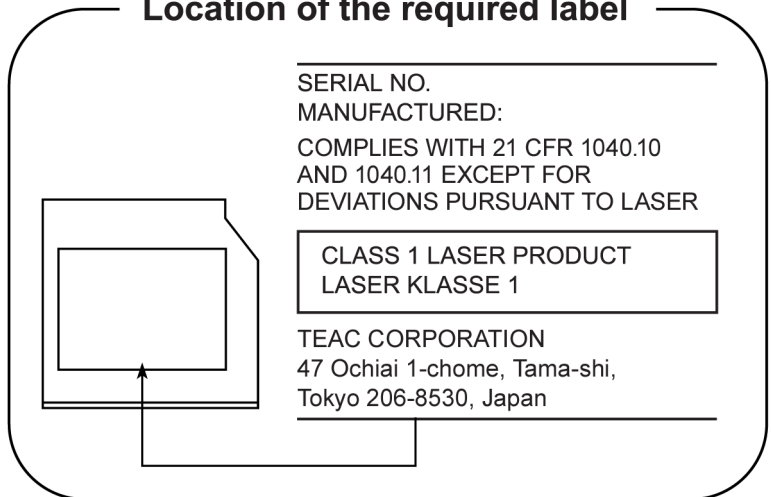 Location of the required label
SERIAL NO.
MANUFACTURED:
COMPLIES WITH 21 CFR 1040.10
AND 1040.11 EXCEPT FOR
DEVIATIONS PURSUANT TO LASER
CLASS 1 LASER PRODUCT
LASER KLASSE 1
TEAC CORPORATION
47 Ochiai 1-chome, Tama-shi,
Tokyo 206-8530, Japan